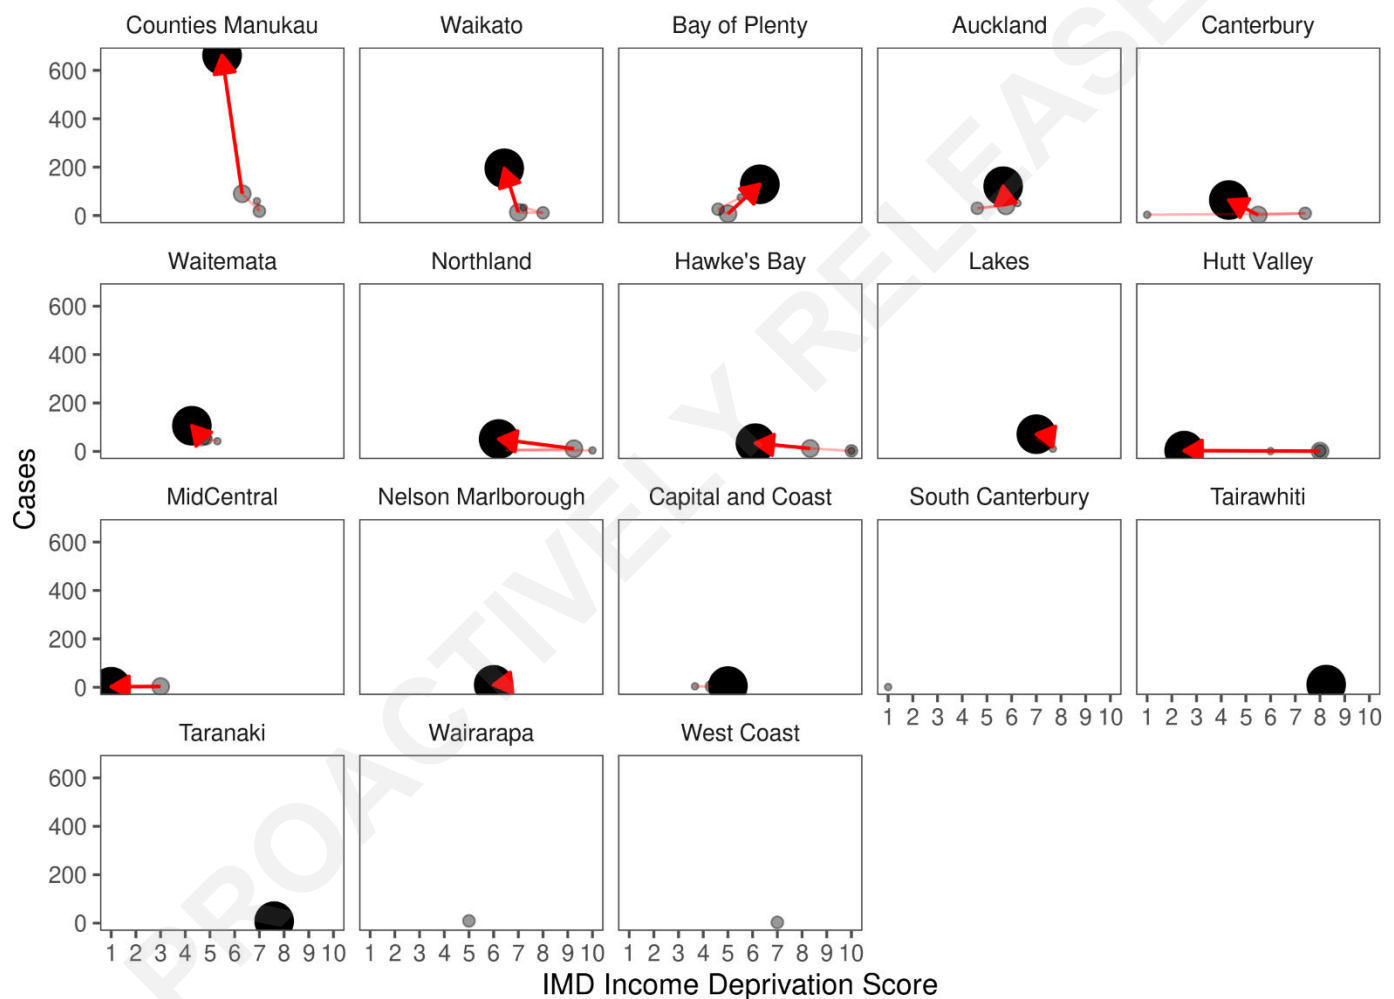 Counties Manukau Waikato Bay of Plenty Auckland Canterbury
600
400
200
0
Waitemata Northland Hawke's Bay Lakes Hutt Valley
600
400
200
0
MidCentral Nelson Marlborough Capital and Coast South Canterbury Tairawhiti
600
400
200
0
1 2 3 4 5 6 7 8 9 10 1 2 3 4 5 6 7 8 9 10
Taranaki Wairarapa West Coast
600
400
200
0
1 2 3 4 5 6 7 8 9 10 1 2 3 4 5 6 7 8 9 10 1 2 3 4 5 6 7 8 9 10
IMD Income Deprivation Score
Cases
PROACTIVELY RELEASE